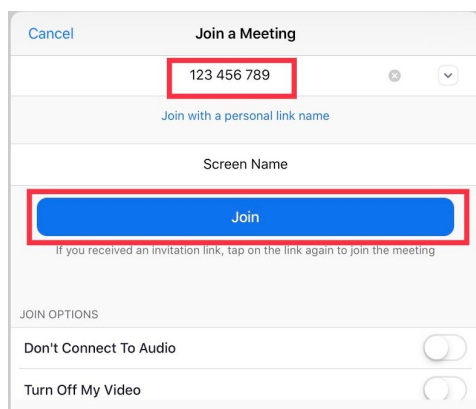 Cancel Join a Meeting
123 456 789
Join with a personal link name
Screen Name
Join
If you received an invitation link, tap on the link again to join the meeting
JOIN OPTIONS
Don't Connect To Audio
Turn Off My Video